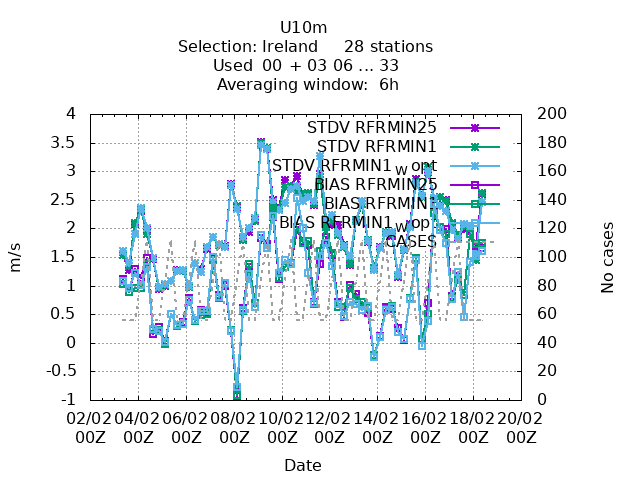 U10m
Selection: Ireland 28 stations
Used 00 + 03 06 ... 33
Averaging window: 6h
4
3.5
3
2.5
2
1.5
1
0.5
0
-0.5
-1
m/s
STDV RFRMIN25
STDV RFRMIN1
STDV RFRMIN1wopt
BIAS RFRMIN25
BIAS RFRMIN1
BIAS RFRMIN1wop
CASES
200
180
160
140
120
100
80
60
40
20
0
No cases
02/02 04/02 06/02 08/02 10/02 12/02 14/02 16/02 18/02 20/02
00Z 00Z 00Z 00Z 00Z 00Z 00Z 00Z 00Z 00Z
Date